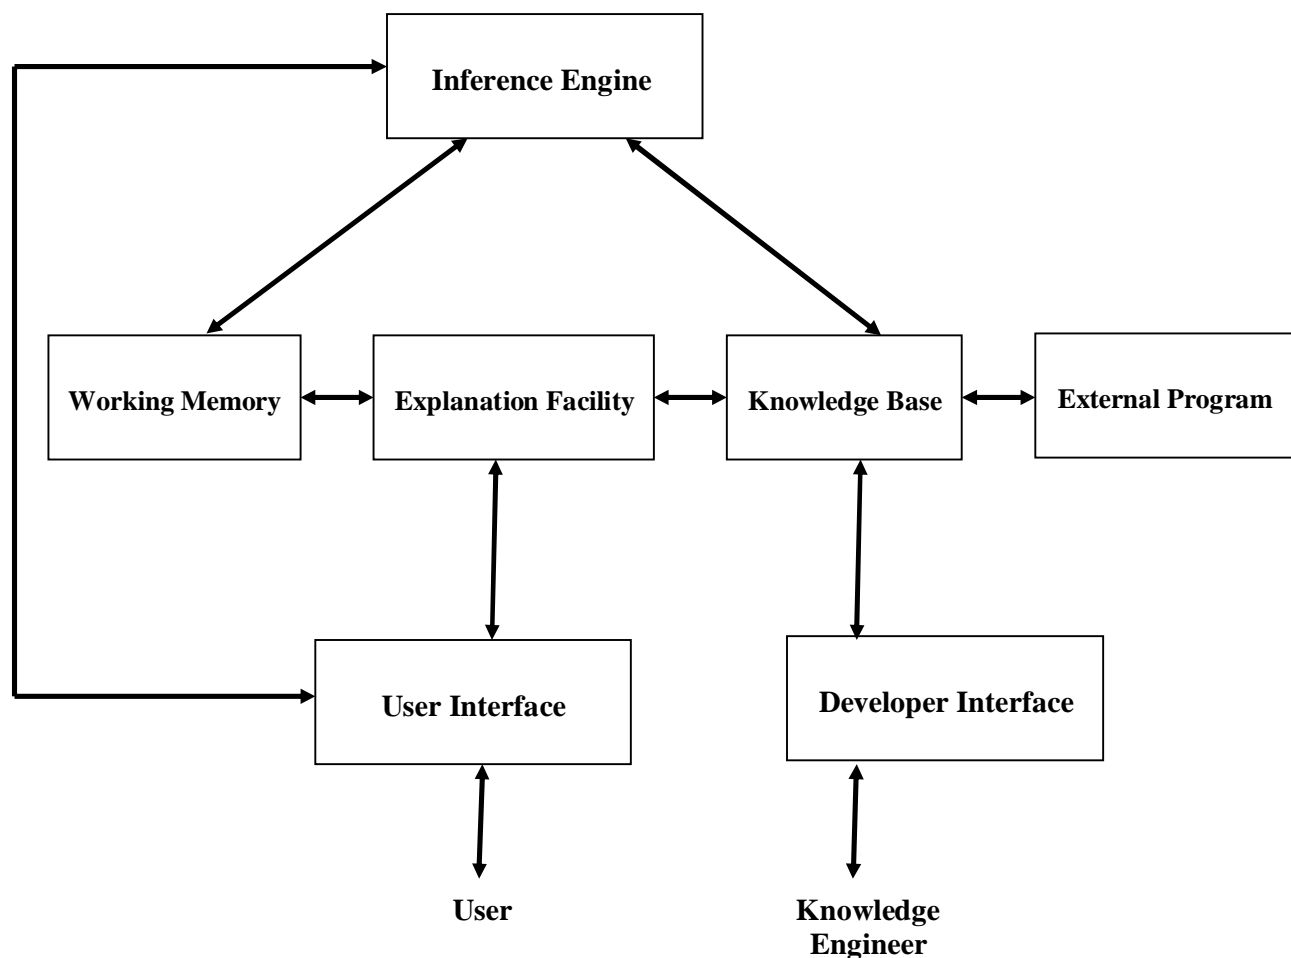 Inference Engine
Working Memory
Explanation Facility
Knowledge Base
External Program
User Interface
Developer Interface
User
Knowledge
Engineer